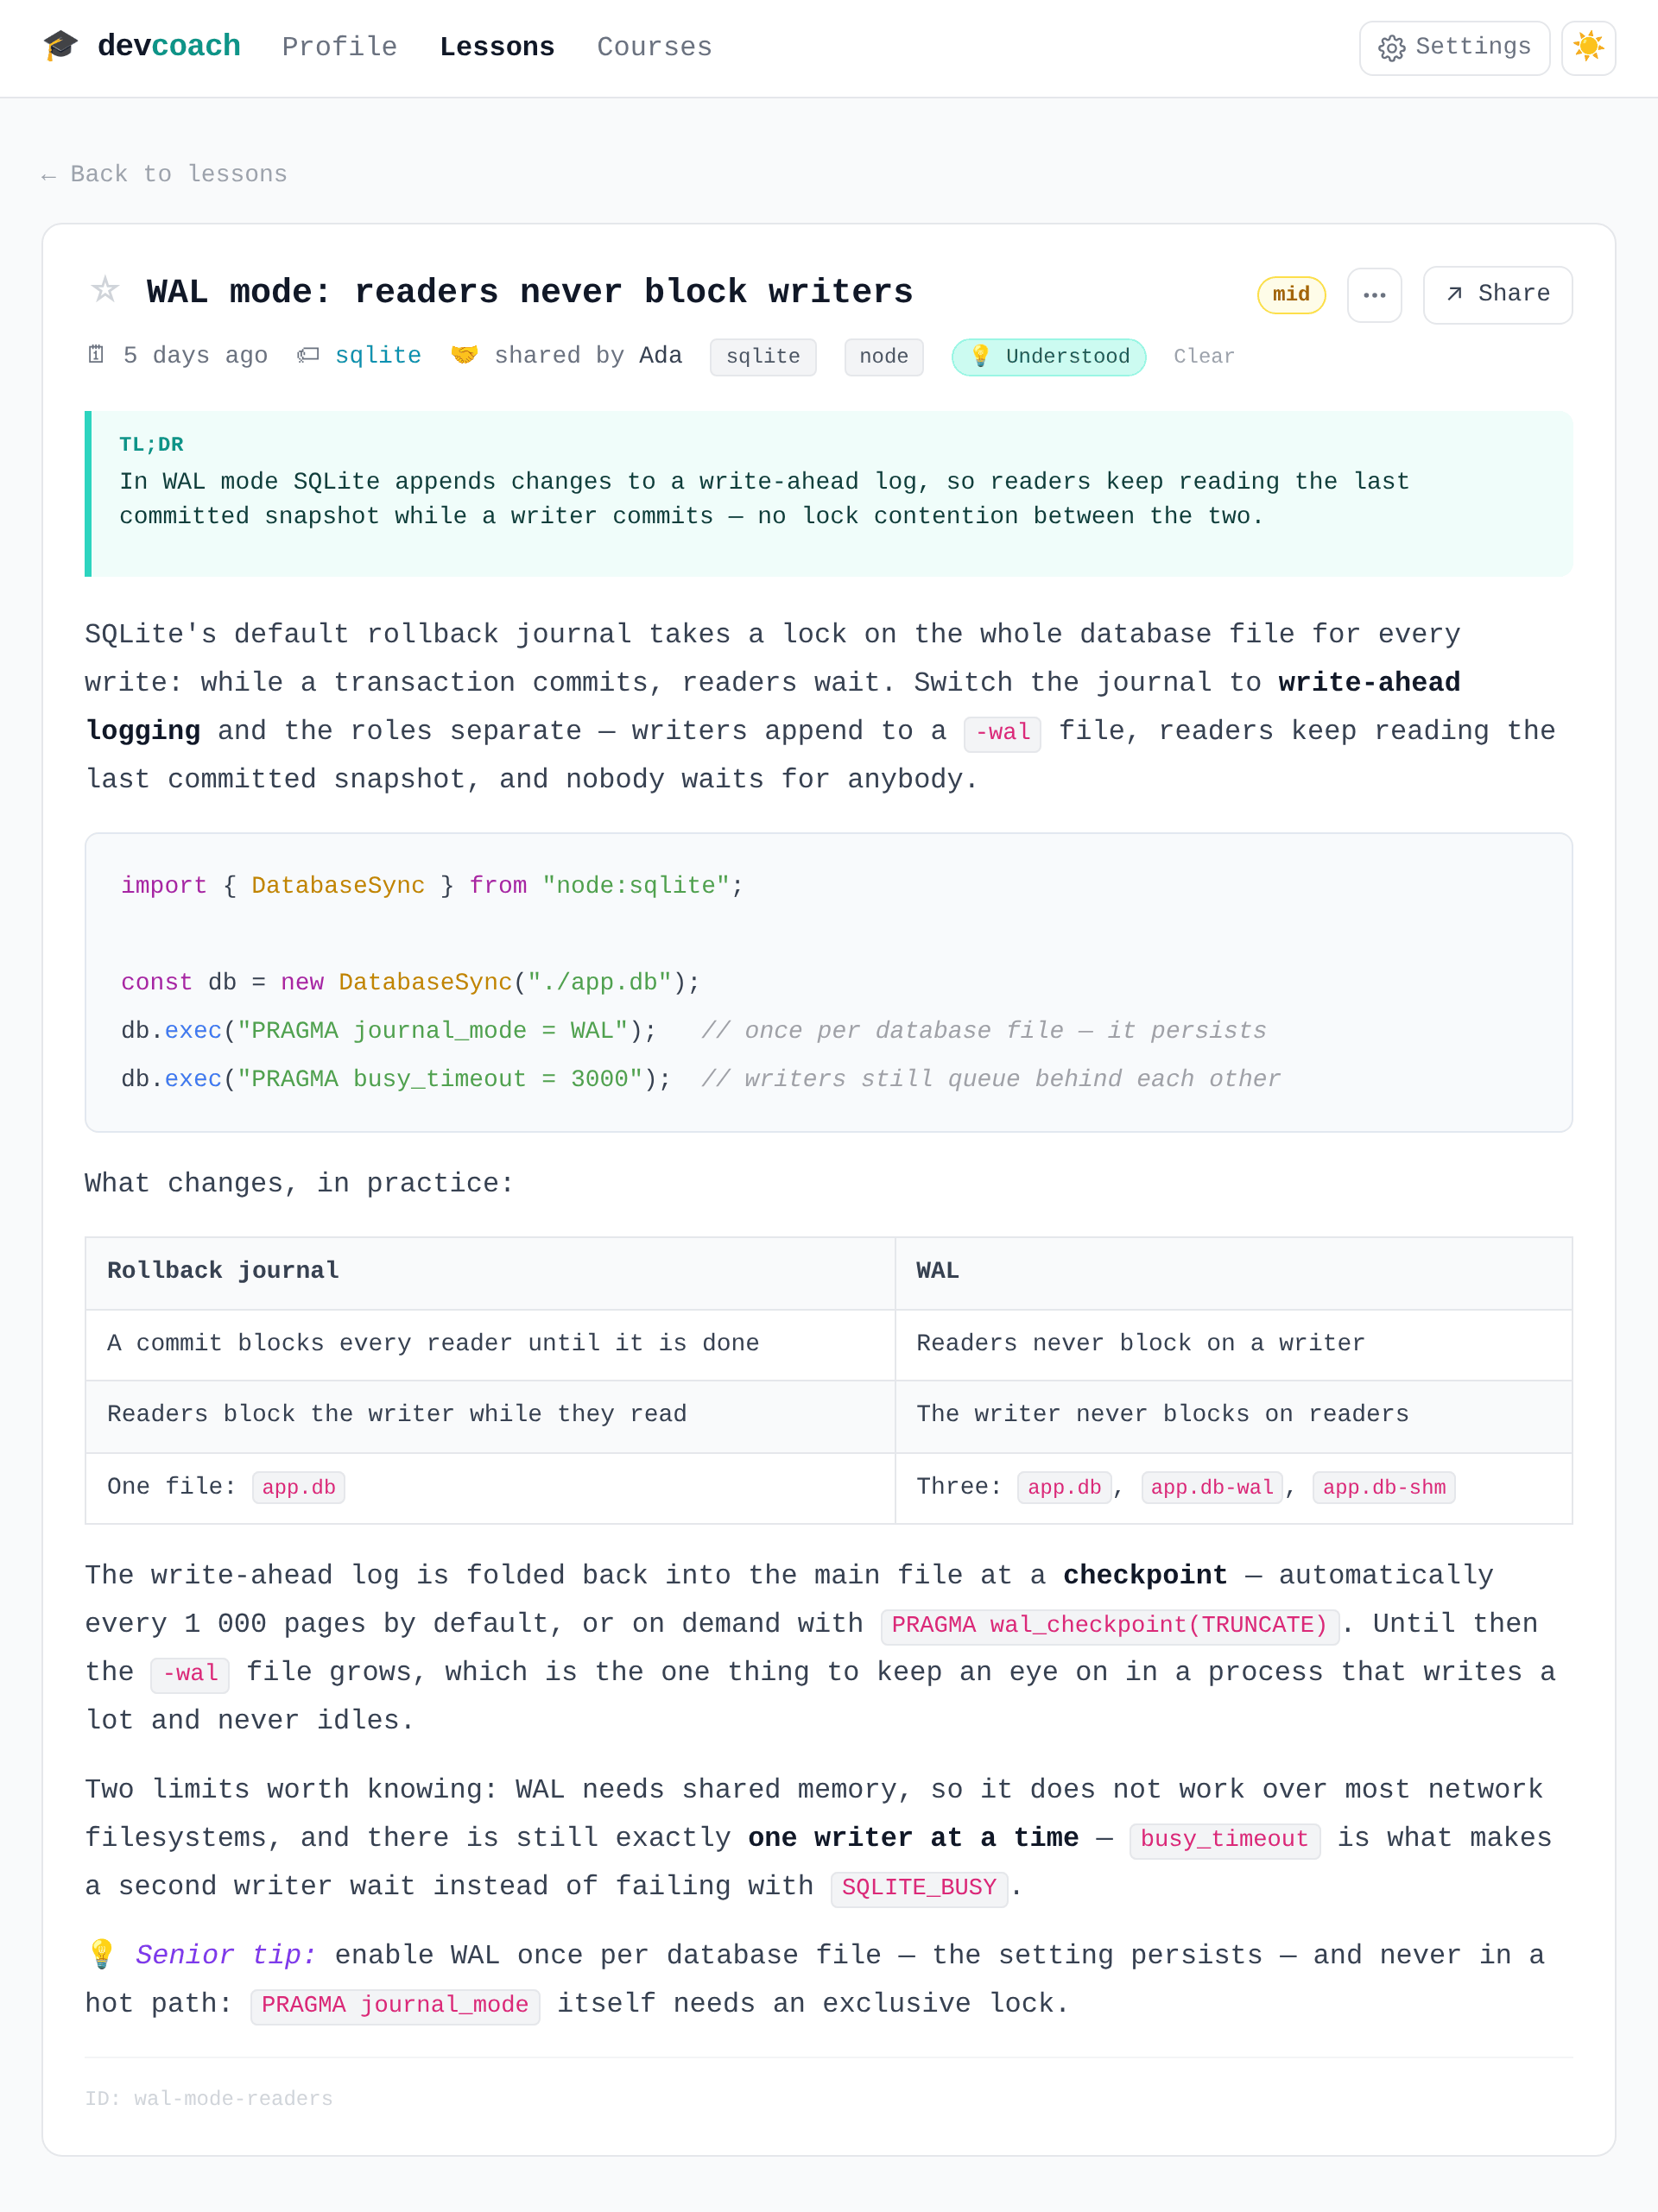 🎓 devcoach Profile Lessons Courses Settings ☀️
← Back to lessons
☆ WAL mode: readers never block writers mid ••• ↗ Share
🗓 5 days ago 🏷 sqlite 🤝 shared by Ada sqlite node 💡 Understood Clear
TL;DR
In WAL mode SQLite appends changes to a write-ahead log, so readers keep reading the last
committed snapshot while a writer commits — no lock contention between the two.
SQLite's default rollback journal takes a lock on the whole database file for every
write: while a transaction commits, readers wait. Switch the journal to write-ahead
logging and the roles separate — writers append to a -wal file, readers keep reading the
last committed snapshot, and nobody waits for anybody.
import { DatabaseSync } from "node:sqlite";
const db = new DatabaseSync("./app.db");
db.exec("PRAGMA journal_mode = WAL");   // once per database file — it persists
db.exec("PRAGMA busy_timeout = 3000");  // writers still queue behind each other
What changes, in practice:
Rollback journal WAL
A commit blocks every reader until it is done Readers never block on a writer
Readers block the writer while they read The writer never blocks on readers
One file: app.db Three: app.db, app.db-wal, app.db-shm
The write-ahead log is folded back into the main file at a checkpoint — automatically
every 1 000 pages by default, or on demand with PRAGMA wal_checkpoint(TRUNCATE). Until then
the -wal file grows, which is the one thing to keep an eye on in a process that writes a
lot and never idles.
Two limits worth knowing: WAL needs shared memory, so it does not work over most network
filesystems, and there is still exactly one writer at a time — busy_timeout is what makes
a second writer wait instead of failing with SQLITE_BUSY.
💡 Senior tip: enable WAL once per database file — the setting persists — and never in a
hot path: PRAGMA journal_mode itself needs an exclusive lock.
ID: wal-mode-readers